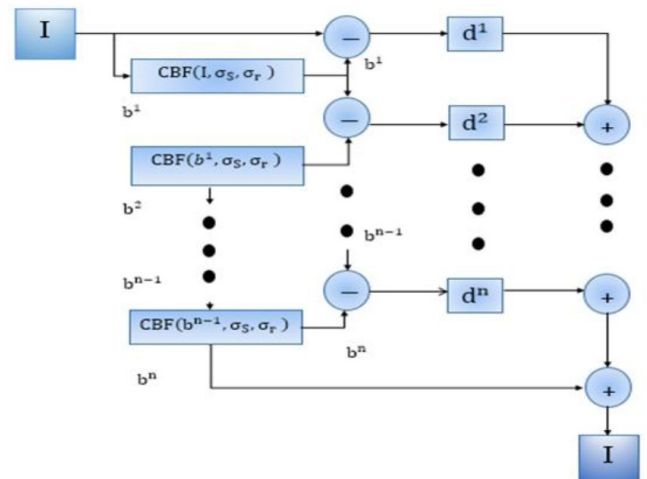 I
−
d¹
CBF(I, σS, σr )
b¹
b¹
−
d²
+
CBF(b¹, σS, σr )
b²
bⁿ⁻¹
bⁿ⁻¹
−
dⁿ
+
CBF(bⁿ⁻¹, σS, σr )
bⁿ
bⁿ
+
I